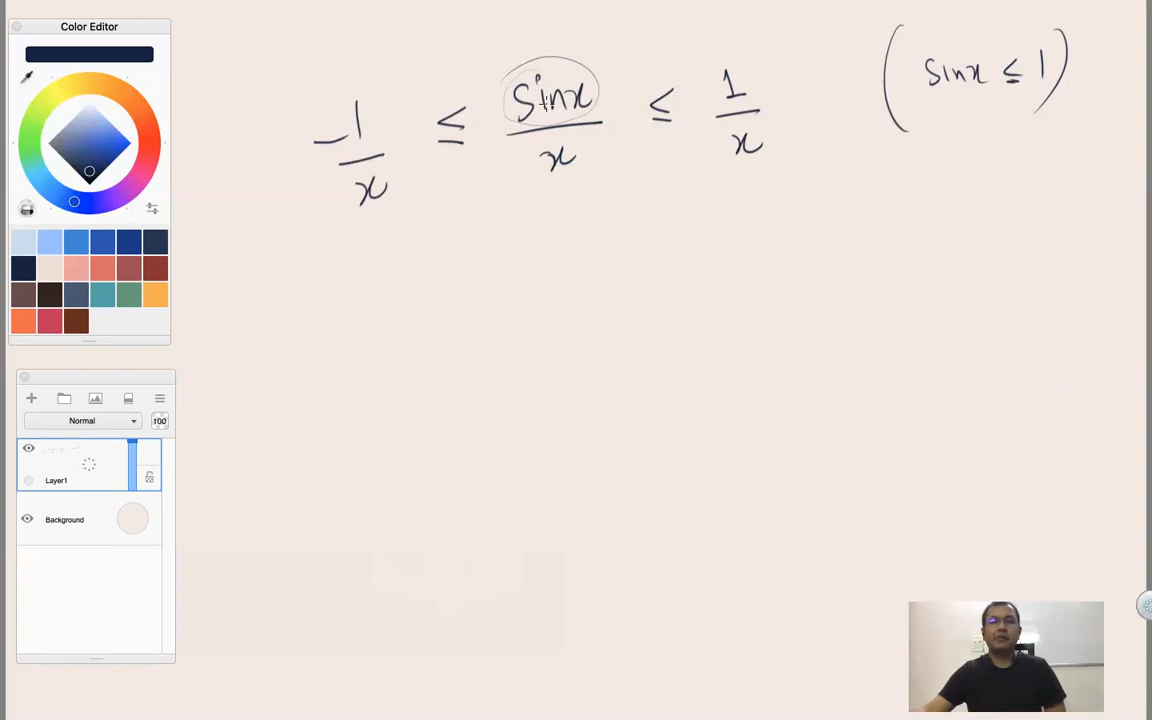 Color Editor
-1/x ≤ sinx/x ≤ 1/x
(sinx ≤ 1)
Normal
100
Layer1
Background